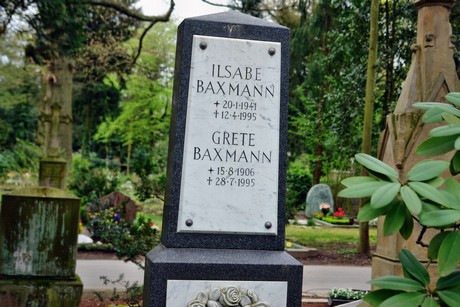 ILSABE
BAXMANN
✶ 20·1·1941
✝ 12·4·1995
GRETE
BAXMANN
✶ 15·8·1906
✝ 28·7·1995